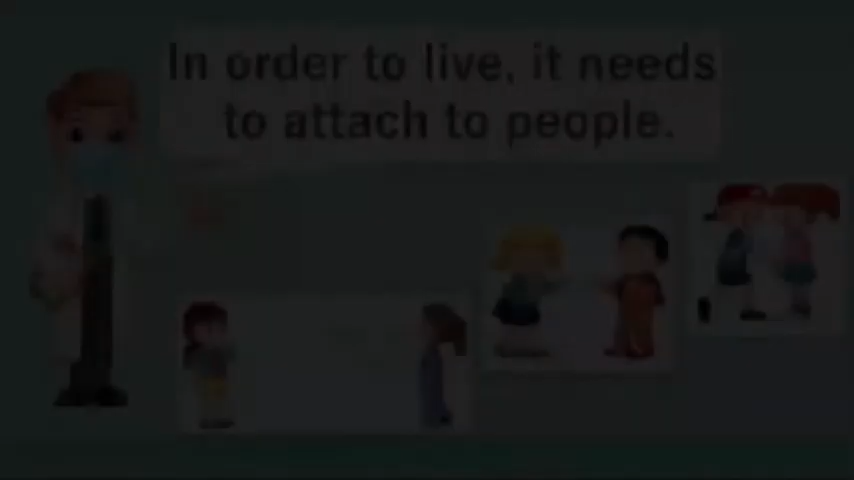 In order to live, it needs
to attach to people.